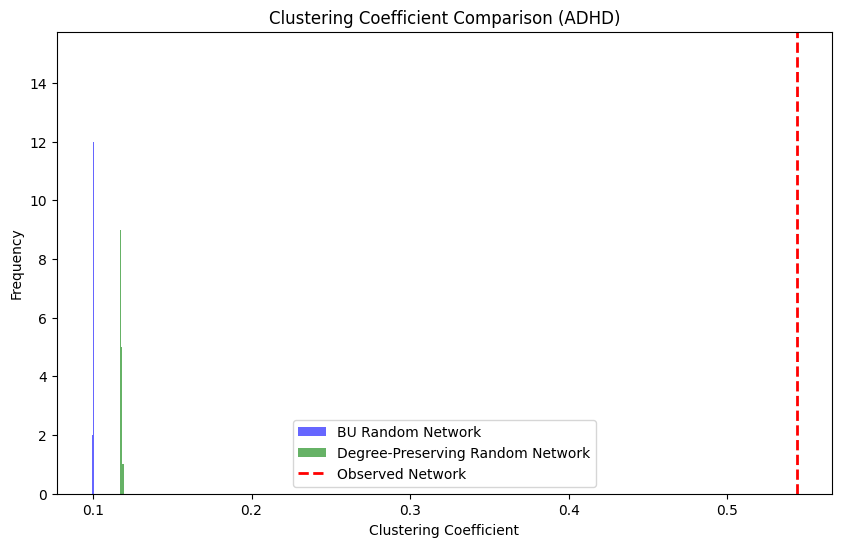 Clustering Coefficient Comparison (ADHD)
14
12
10
8
6
4
2
0
Frequency
BU Random Network
Degree-Preserving Random Network
Observed Network
0.1 0.2 0.3 0.4 0.5
Clustering Coefficient